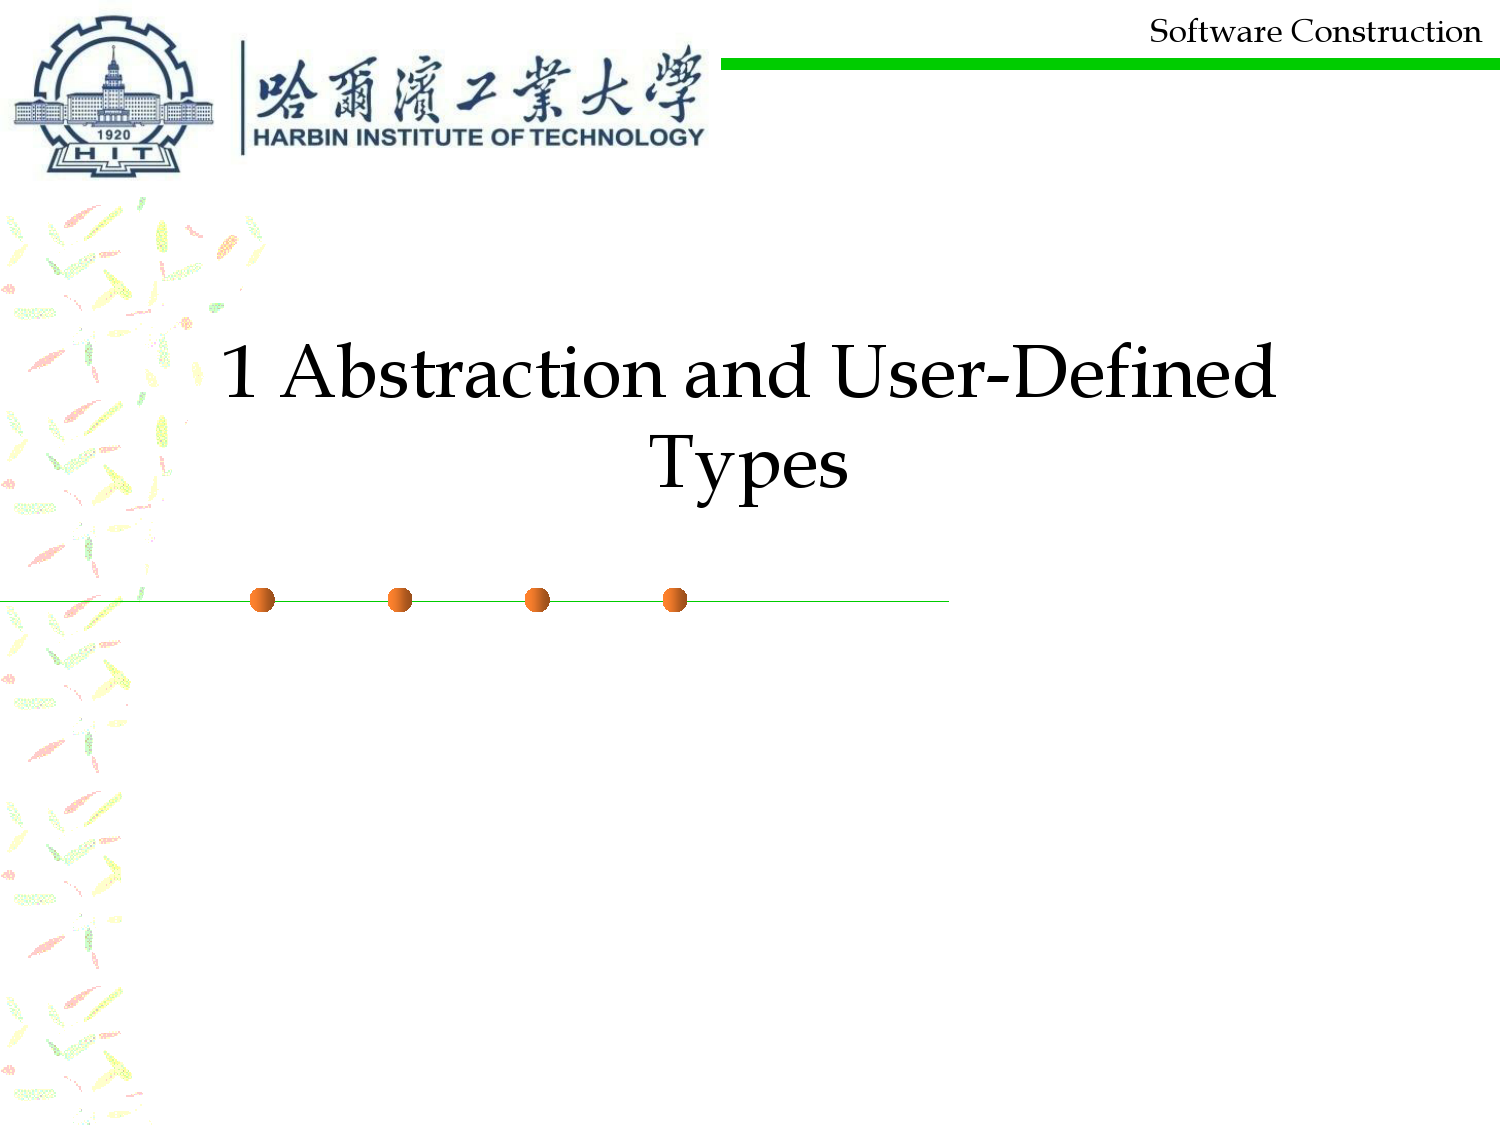 Software Construction
哈爾濱工業大學
HARBIN INSTITUTE OF TECHNOLOGY
1920
HIT
1 Abstraction and User-Defined
Types